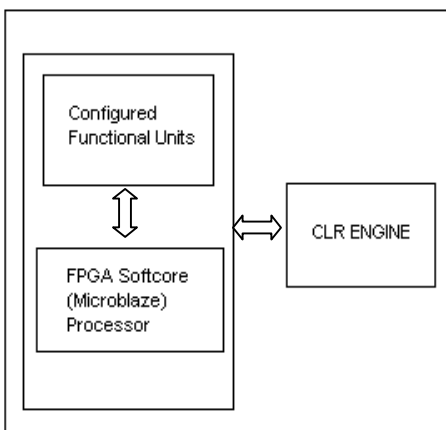 Configured
Functional Units
CLR ENGINE
FPGA Softcore
(Microblaze)
Processor